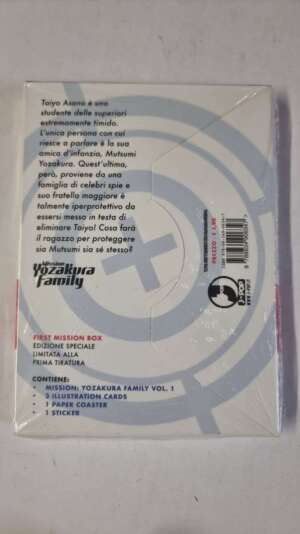 Taiyo Asano è uno
studente delle superiori
estremamente timido.
L'unica persona con cui
riesce a parlare è la sua
amica d'infanzia, Mutsumi
Yozakura. Quest'ultima,
però, proviene da una
famiglia di celebri spie e
suo fratello maggiore è
talmente iperprotettivo da
essersi messo in testa di
eliminare Taiyo! Cosa farà
il ragazzo per proteggere
sia Mutsumi sia sé stesso?
Mission:
Yozakura
family
FIRST MISSION BOX
EDIZIONE SPECIALE
LIMITATA ALLA
PRIMA TIRATURA
CONTIENE:
• MISSION: YOZAKURA FAMILY VOL. 1
• 3 ILLUSTRATION CARDS
• 1 PAPER COASTER
• 1 STICKER
J-POP